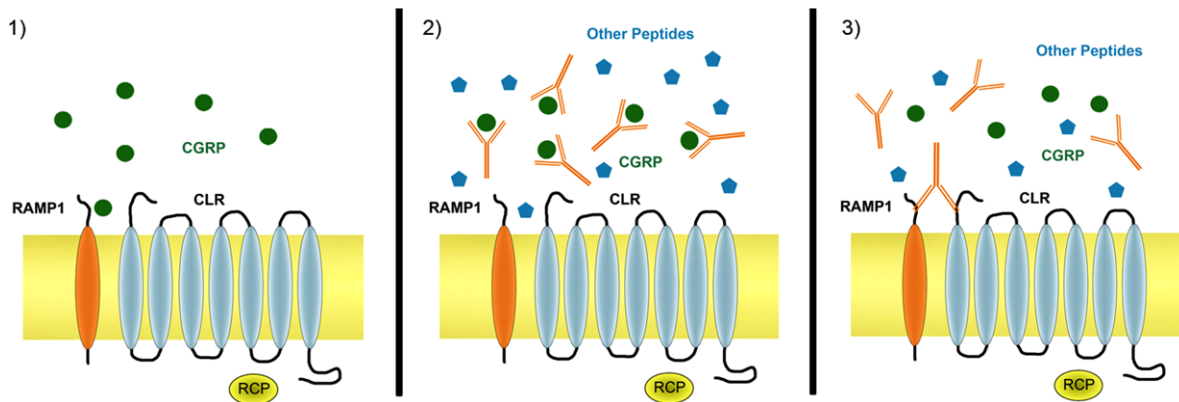 1)
CGRP
RAMP1
CLR
RCP
2)
Other Peptides
CGRP
RAMP1
CLR
RCP
3)
Other Peptides
CGRP
RAMP1
CLR
RCP